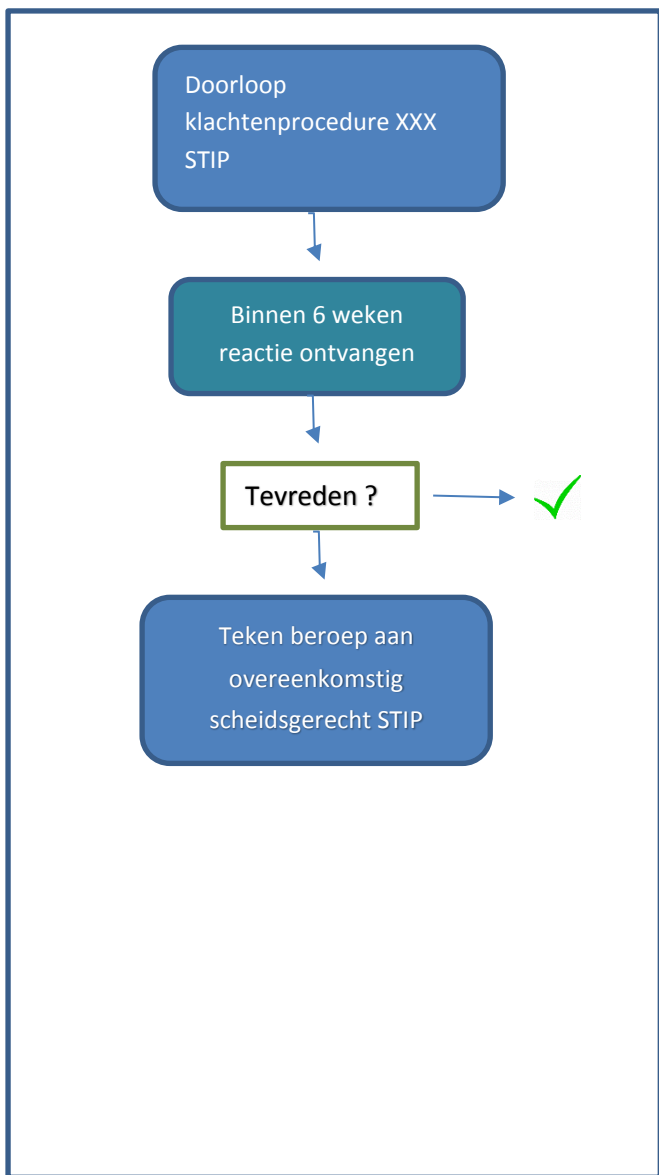 Doorloop
klachtenprocedure XXX
STIP
Binnen 6 weken
reactie ontvangen
Tevreden ?
Teken beroep aan
overeenkomstig
scheidsgerecht STIP